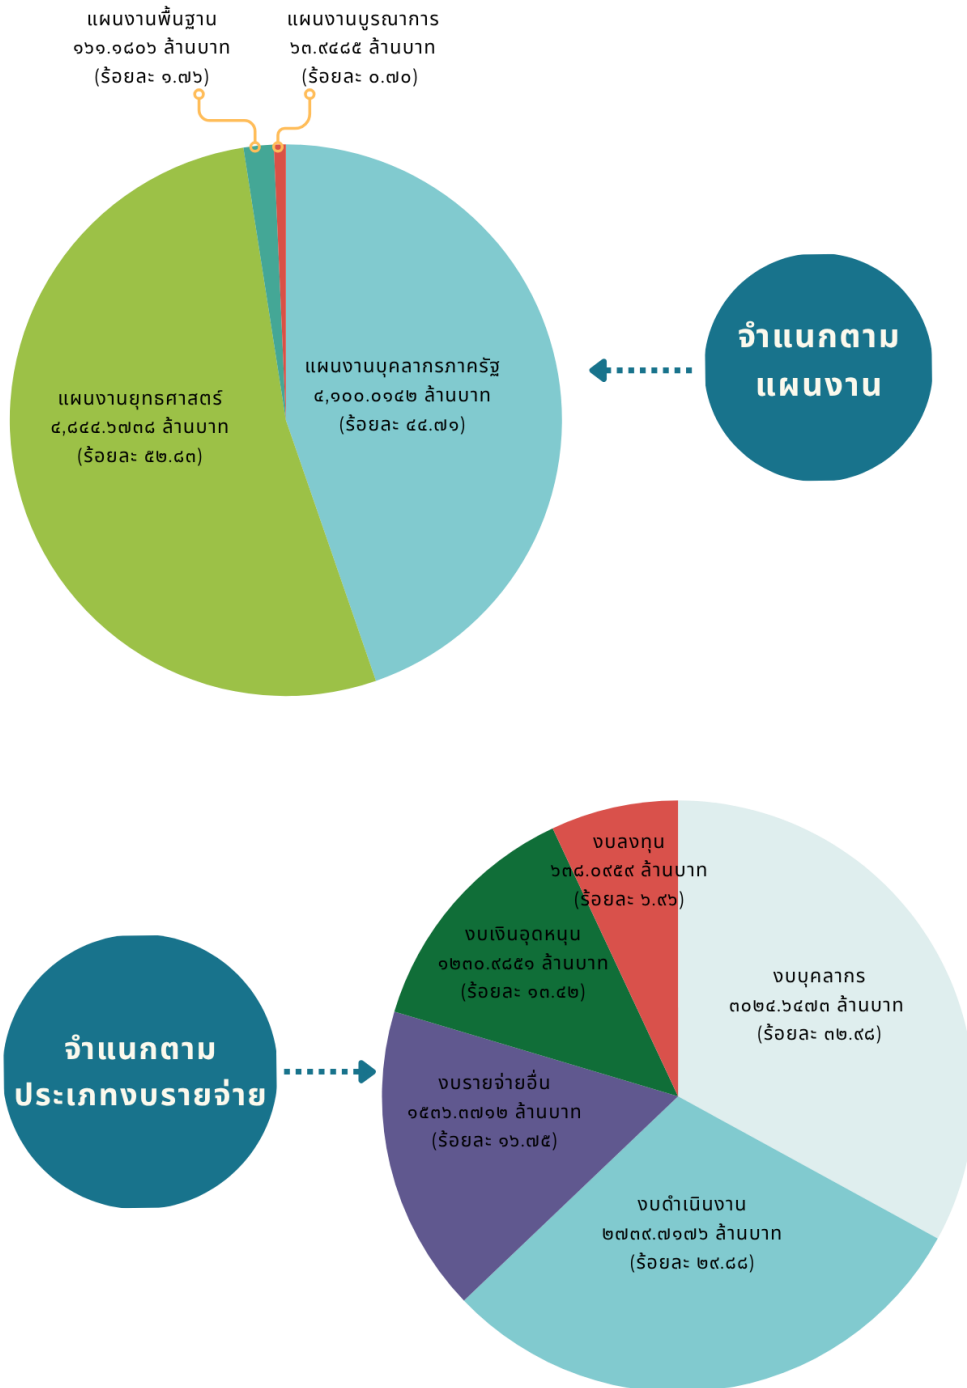 แผนงานพื้นฐาน
๑๖๑.๑๘๐๖ ล้านบาท
(ร้อยละ ๑.๗๖)
แผนงานบูรณาการ
๖๓.๙๔๘๕ ล้านบาท
(ร้อยละ ๐.๗๐)
แผนงานบุคลากรภาครัฐ
๔,๑๐๐.๐๑๔๒ ล้านบาท
(ร้อยละ ๔๔.๗๑)
แผนงานยุทธศาสตร์
๔,๘๔๔.๖๗๓๘ ล้านบาท
(ร้อยละ ๕๒.๘๓)
จำแนกตาม
แผนงาน
งบลงทุน
๖๓๘.๐๙๕๙ ล้านบาท
(ร้อยละ ๖.๙๖)
งบเงินอุดหนุน
๑๒๓๐.๙๘๕๑ ล้านบาท
(ร้อยละ ๑๓.๔๒)
งบบุคลากร
๓๐๒๔.๖๔๗๓ ล้านบาท
(ร้อยละ ๓๒.๙๘)
จำแนกตาม
ประเภทงบรายจ่าย
งบรายจ่ายอื่น
๑๕๓๖.๓๗๑๒ ล้านบาท
(ร้อยละ ๑๖.๗๕)
งบดำเนินงาน
๒๗๓๙.๗๑๗๖ ล้านบาท
(ร้อยละ ๒๙.๘๘)